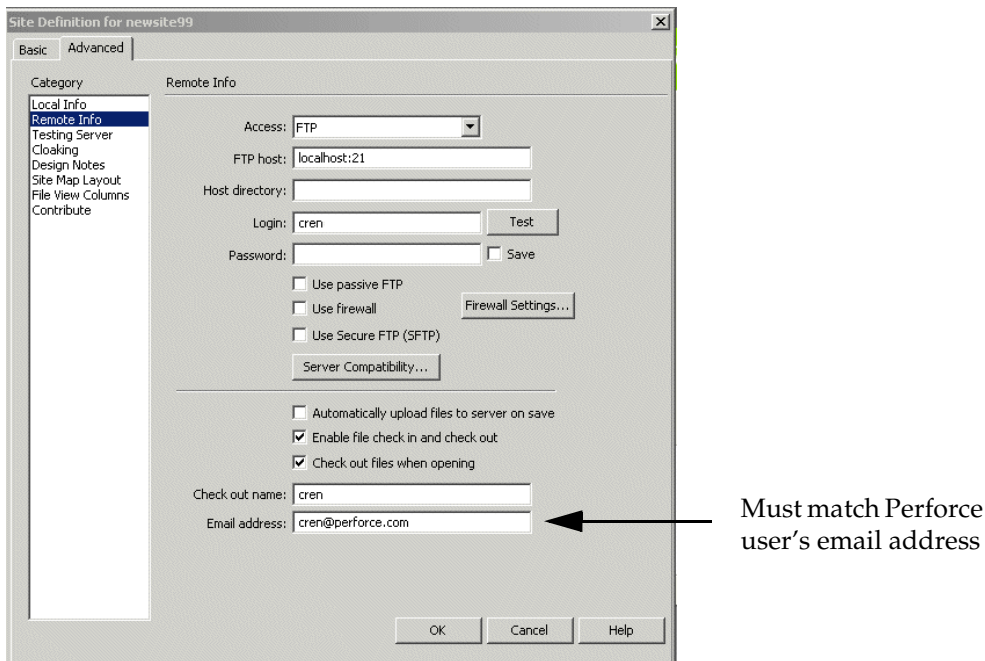 Site Definition for newsite99
Basic
Advanced
Category
Local Info
Remote Info
Testing Server
Cloaking
Design Notes
Site Map Layout
File View Columns
Contribute
Remote Info
Access: FTP
FTP host: localhost:21
Host directory:
Login: cren
Test
Password:
Save
Use passive FTP
Use firewall
Firewall Settings...
Use Secure FTP (SFTP)
Server Compatibility...
Automatically upload files to server on save
Enable file check in and check out
Check out files when opening
Check out name: cren
Email address: cren@perforce.com
Must match Perforce
user's email address
OK
Cancel
Help